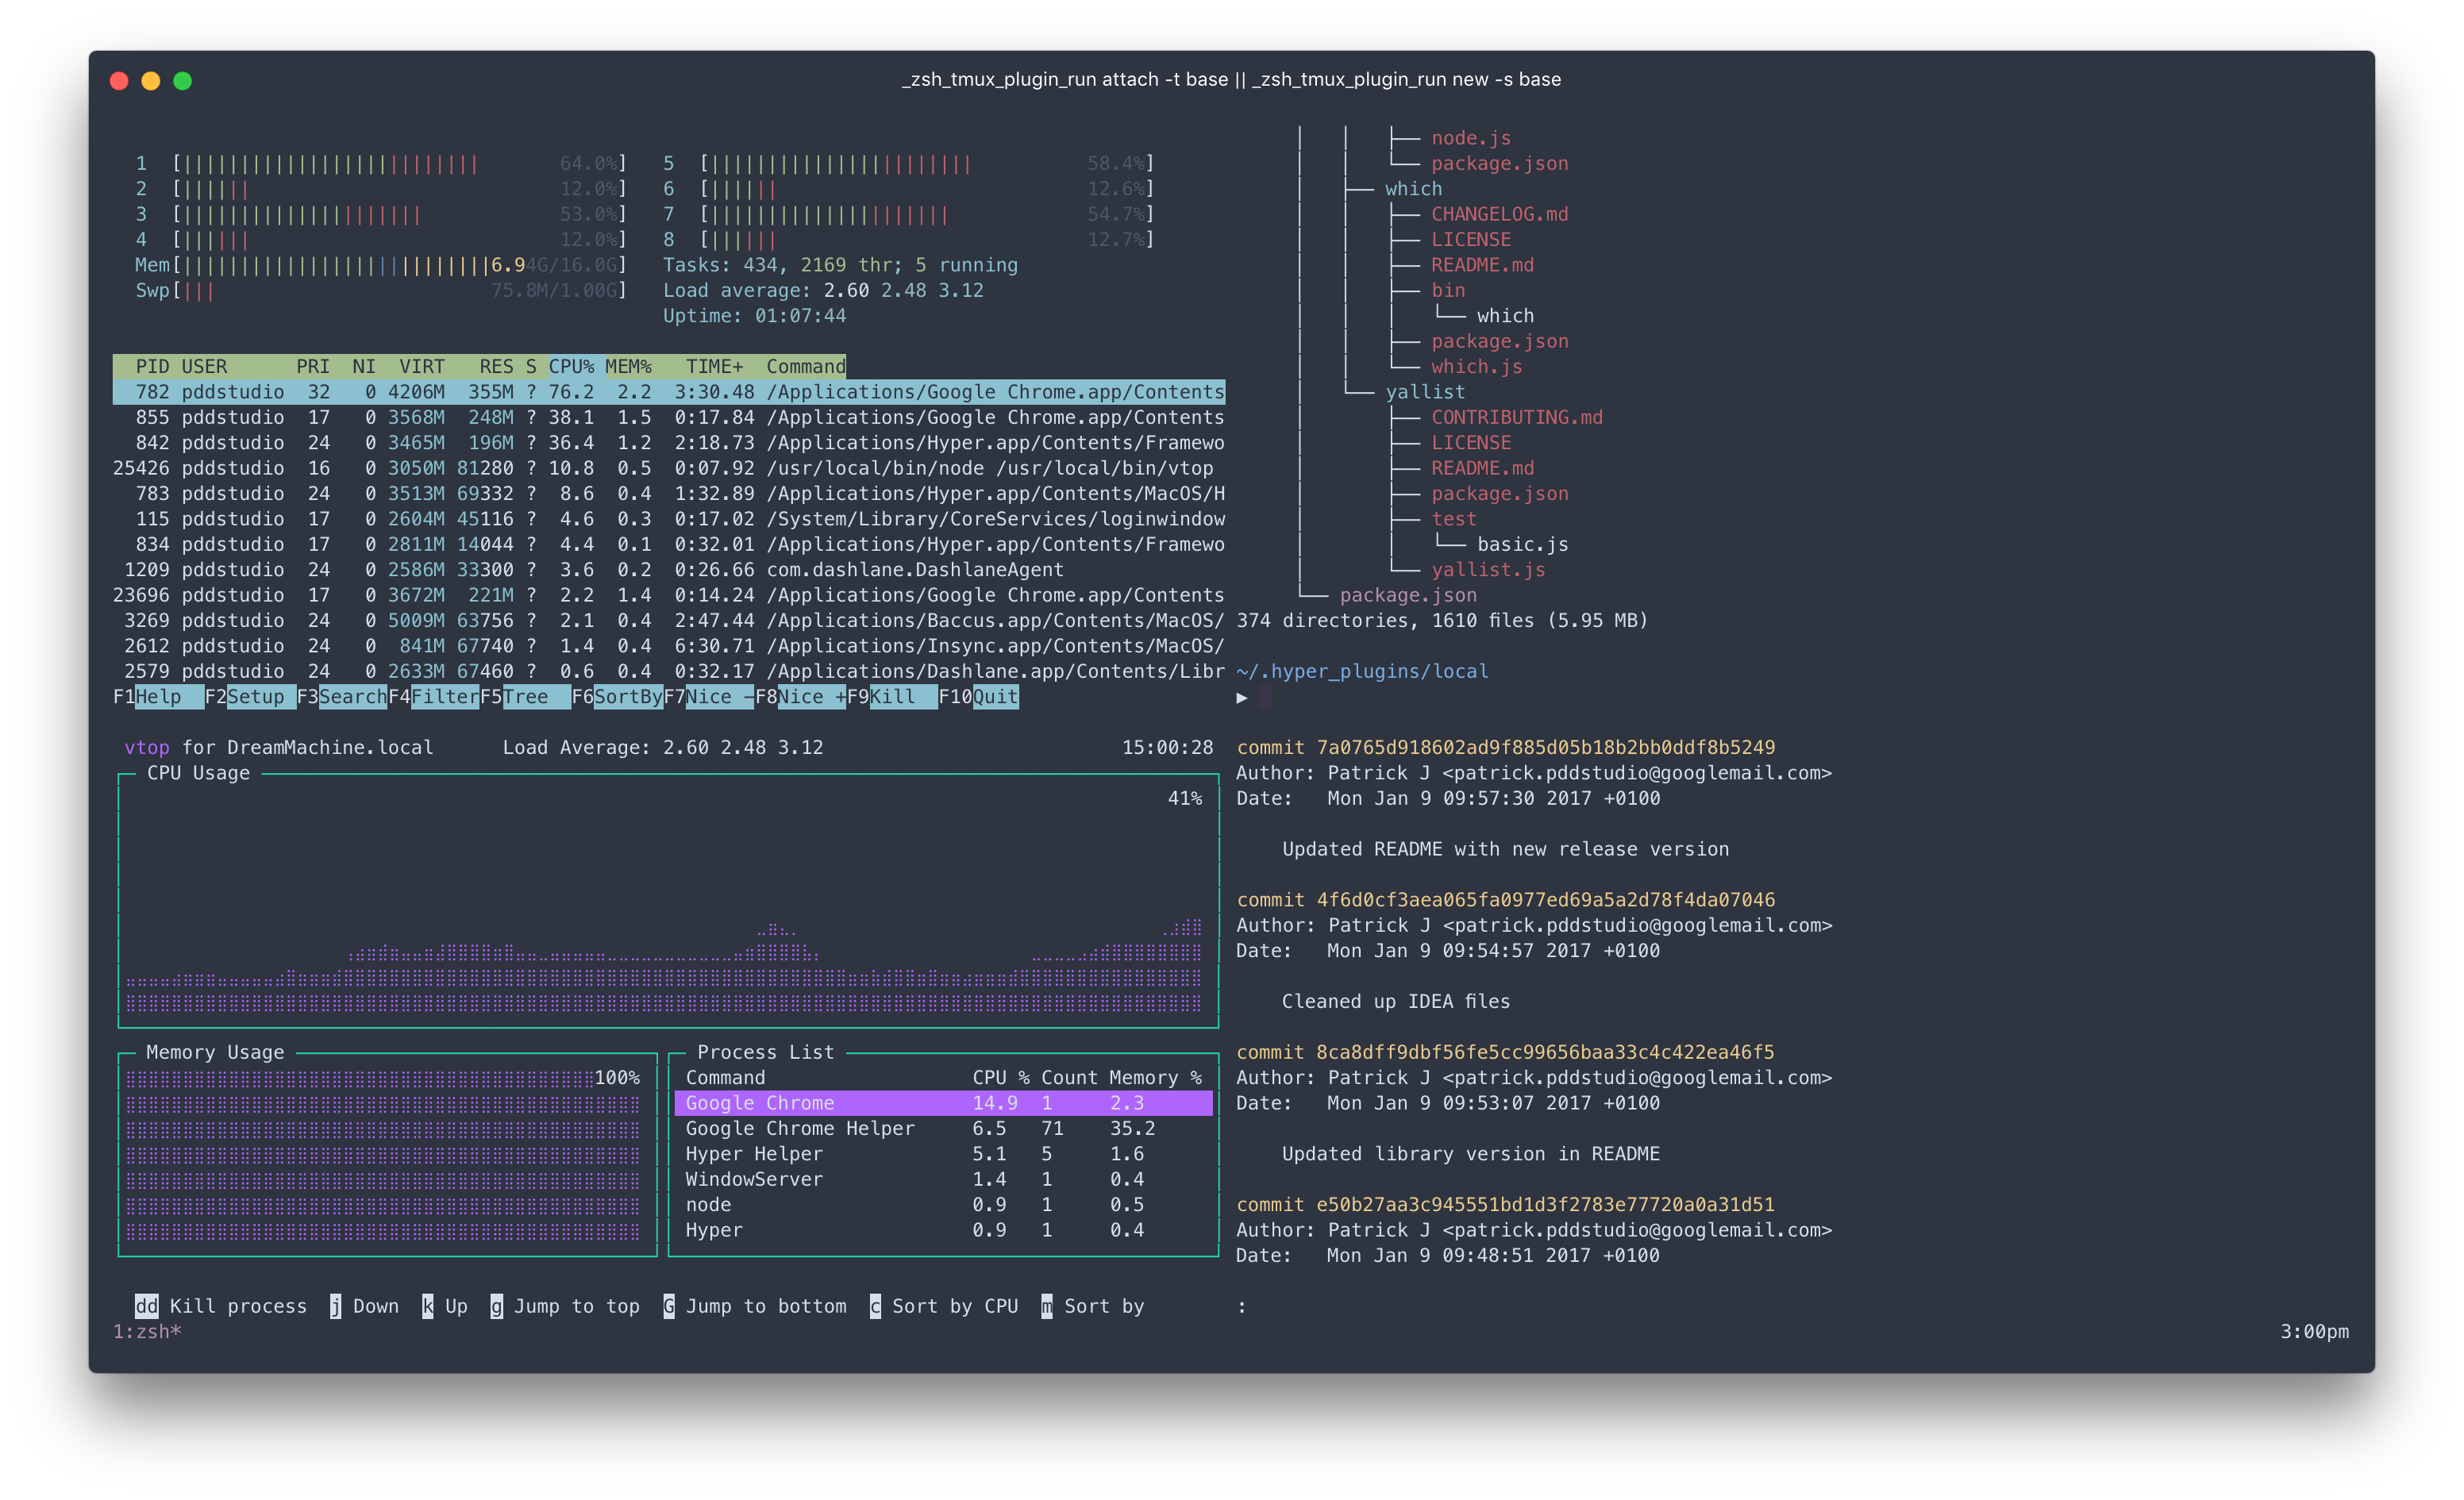 _zsh_tmux_plugin_run attach -t base || _zsh_tmux_plugin_run new -s base
1 [||||||||||||||||||||||||||     64.0%]
2 [||||||     12.0%]
3 [|||||||||||||||||||||     53.0%]
4 [||||||     12.0%]
Mem[|||||||||||||||||||||||||||6.94G/16.0G]
Swp[|||     75.8M/1.00G]
5 [|||||||||||||||||||||||     58.4%]
6 [||||||     12.6%]
7 [|||||||||||||||||||||     54.7%]
8 [||||||     12.7%]
Tasks: 434, 2169 thr; 5 running
Load average: 2.60 2.48 3.12
Uptime: 01:07:44
PID USER PRI NI VIRT RES S CPU% MEM% TIME+ Command
782 pddstudio 32 0 4206M 355M ? 76.2 2.2 3:30.48 /Applications/Google Chrome.app/Contents
855 pddstudio 17 0 3568M 248M ? 38.1 1.5 0:17.84 /Applications/Google Chrome.app/Contents
842 pddstudio 24 0 3465M 196M ? 36.4 1.2 2:18.73 /Applications/Hyper.app/Contents/Framewo
25426 pddstudio 16 0 3050M 81280 ? 10.8 0.5 0:07.92 /usr/local/bin/node /usr/local/bin/vtop
783 pddstudio 24 0 3513M 69332 ? 8.6 0.4 1:32.89 /Applications/Hyper.app/Contents/MacOS/H
115 pddstudio 17 0 2604M 45116 ? 4.6 0.3 0:17.02 /System/Library/CoreServices/loginwindow
834 pddstudio 17 0 2811M 14044 ? 4.4 0.1 0:32.01 /Applications/Hyper.app/Contents/Framewo
1209 pddstudio 24 0 2586M 33300 ? 3.6 0.2 0:26.66 com.dashlane.DashlaneAgent
23696 pddstudio 17 0 3672M 221M ? 2.2 1.4 0:14.24 /Applications/Google Chrome.app/Contents
3269 pddstudio 24 0 5009M 63756 ? 2.1 0.4 2:47.44 /Applications/Baccus.app/Contents/MacOS/
2612 pddstudio 24 0 841M 67740 ? 1.4 0.4 6:30.71 /Applications/Insync.app/Contents/MacOS/
2579 pddstudio 24 0 2633M 67460 ? 0.6 0.4 0:32.17 /Applications/Dashlane.app/Contents/Libr
F1Help F2Setup F3SearchF4FilterF5Tree F6SortByF7Nice -F8Nice +F9Kill F10Quit
│ │ ├── node.js
│ │ └── package.json
│ ├── which
│ │ ├── CHANGELOG.md
│ │ ├── LICENSE
│ │ ├── README.md
│ │ ├── bin
│ │ │ └── which
│ │ ├── package.json
│ │ └── which.js
│ └── yallist
│ ├── CONTRIBUTING.md
│ ├── LICENSE
│ ├── README.md
│ ├── package.json
│ ├── test
│ │ └── basic.js
│ └── yallist.js
└── package.json
374 directories, 1610 files (5.95 MB)
~/.hyper_plugins/local
▶
vtop for DreamMachine.local Load Average: 2.60 2.48 3.12 15:00:28
CPU Usage
41%
Memory Usage
100%
Process List
Command CPU % Count Memory %
Google Chrome 14.9 1 2.3
Google Chrome Helper 6.5 71 35.2
Hyper Helper 5.1 5 1.6
WindowServer 1.4 1 0.4
node 0.9 1 0.5
Hyper 0.9 1 0.4
dd Kill process j Down k Up g Jump to top G Jump to bottom c Sort by CPU m Sort by
commit 7a0765d918602ad9f885d05b18b2bb0ddf8b5249
Author: Patrick J <patrick.pddstudio@googlemail.com>
Date: Mon Jan 9 09:57:30 2017 +0100
Updated README with new release version
commit 4f6d0cf3aea065fa0977ed69a5a2d78f4da07046
Author: Patrick J <patrick.pddstudio@googlemail.com>
Date: Mon Jan 9 09:54:57 2017 +0100
Cleaned up IDEA files
commit 8ca8dff9dbf56fe5cc99656baa33c4c422ea46f5
Author: Patrick J <patrick.pddstudio@googlemail.com>
Date: Mon Jan 9 09:53:07 2017 +0100
Updated library version in README
commit e50b27aa3c945551bd1d3f2783e77720a0a31d51
Author: Patrick J <patrick.pddstudio@googlemail.com>
Date: Mon Jan 9 09:48:51 2017 +0100
:
1:zsh*
3:00pm